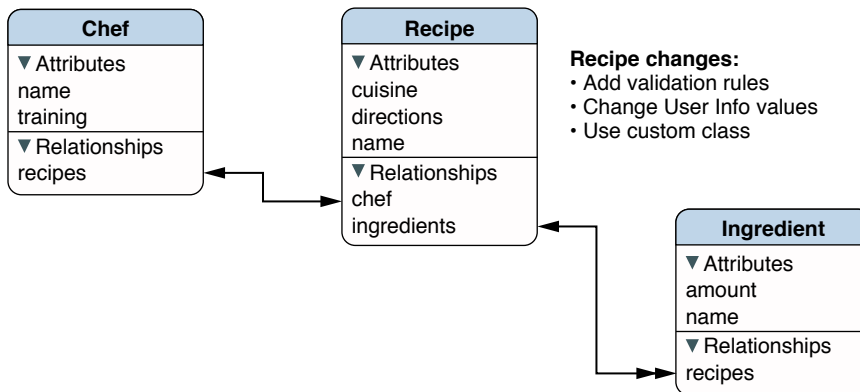 Chef
▼ Attributes
name
training
▼ Relationships
recipes
Recipe
▼ Attributes
cuisine
directions
name
▼ Relationships
chef
ingredients
Recipe changes:
• Add validation rules
• Change User Info values
• Use custom class
Ingredient
▼ Attributes
amount
name
▼ Relationships
recipes